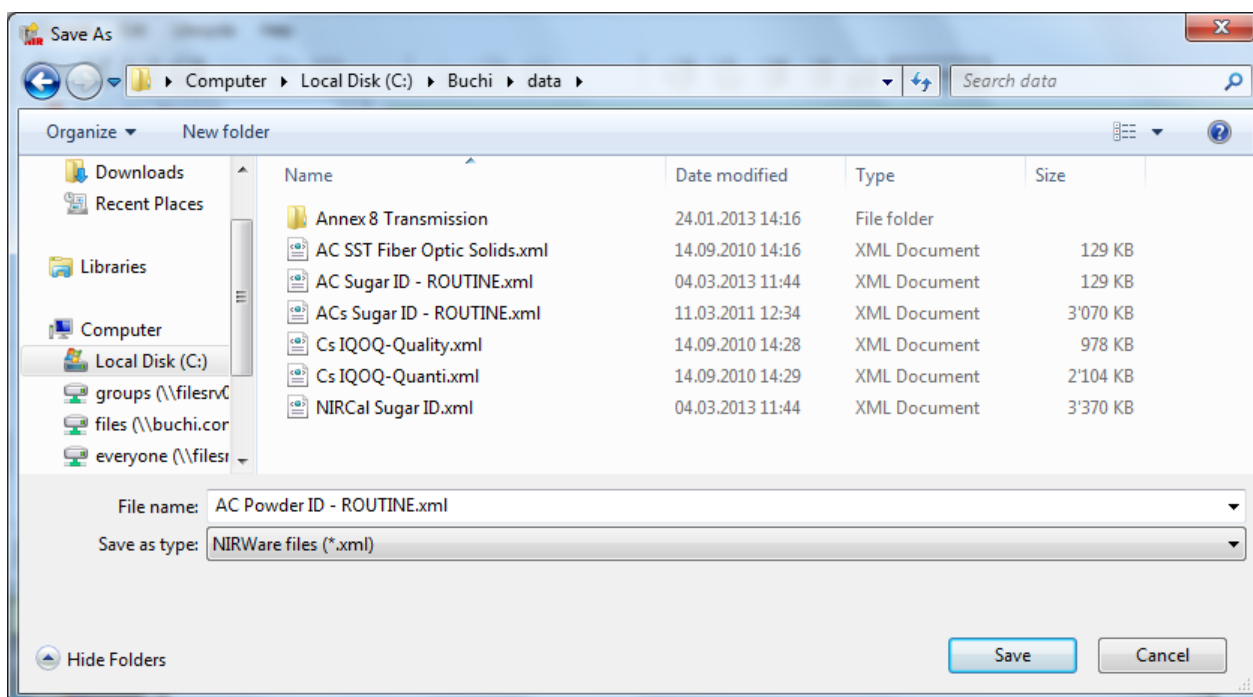 Save As
Computer Local Disk (C:) Buchi data Search data
Organize New folder
Downloads
Recent Places
Libraries
Computer
Local Disk (C:)
groups (\\filesrv0
files (\\buchi.cor
everyone (\\filesr
Name Date modified Type Size
Annex 8 Transmission 24.01.2013 14:16 File folder
AC SST Fiber Optic Solids.xml 14.09.2010 14:16 XML Document 129 KB
AC Sugar ID - ROUTINE.xml 04.03.2013 11:44 XML Document 129 KB
ACs Sugar ID - ROUTINE.xml 11.03.2011 12:34 XML Document 3'070 KB
Cs IQOQ-Quality.xml 14.09.2010 14:28 XML Document 978 KB
Cs IQOQ-Quanti.xml 14.09.2010 14:29 XML Document 2'104 KB
NIRCal Sugar ID.xml 04.03.2013 11:44 XML Document 3'370 KB
File name: AC Powder ID - ROUTINE.xml
Save as type: NIRWare files (*.xml)
Hide Folders Save Cancel